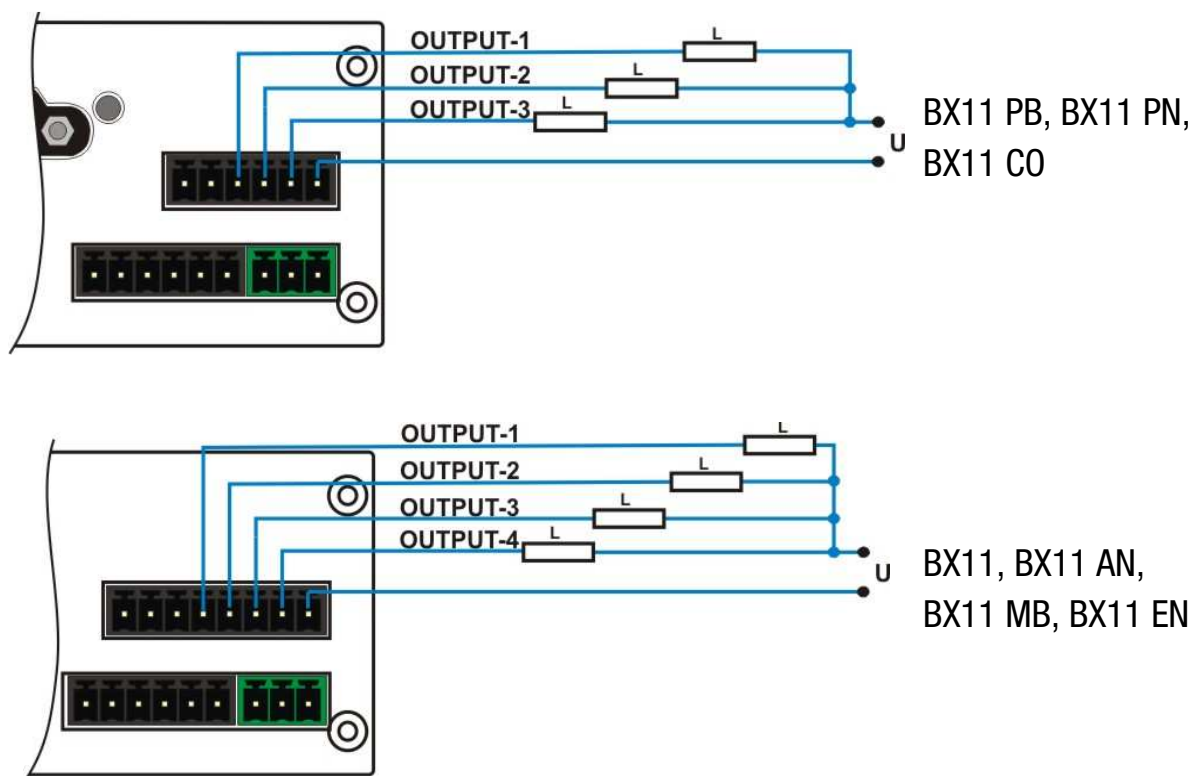 OUTPUT-1
L
OUTPUT-2
L
OUTPUT-3
L
U
BX11 PB, BX11 PN,
BX11 CO
OUTPUT-1
L
OUTPUT-2
L
OUTPUT-3
L
OUTPUT-4
L
U
BX11, BX11 AN,
BX11 MB, BX11 EN